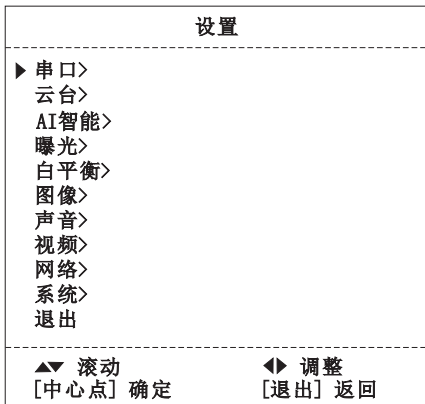 设置
▶ 串口>
云台>
AI智能>
曝光>
白平衡>
图像>
声音>
视频>
网络>
系统>
退出
▲▼ 滚动 ◀▶ 调整
[中心点] 确定 [退出] 返回